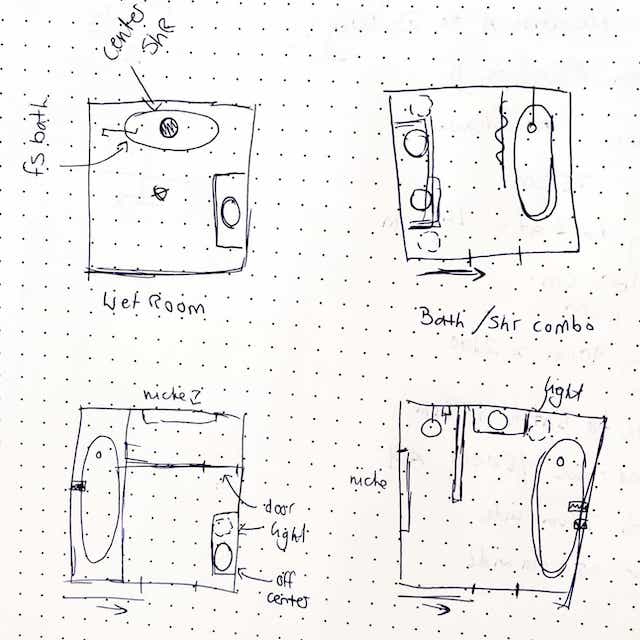 center
shr
fs bath
Wet Room
Bath/Shr combo
niche
door
light
off
center
light
niche